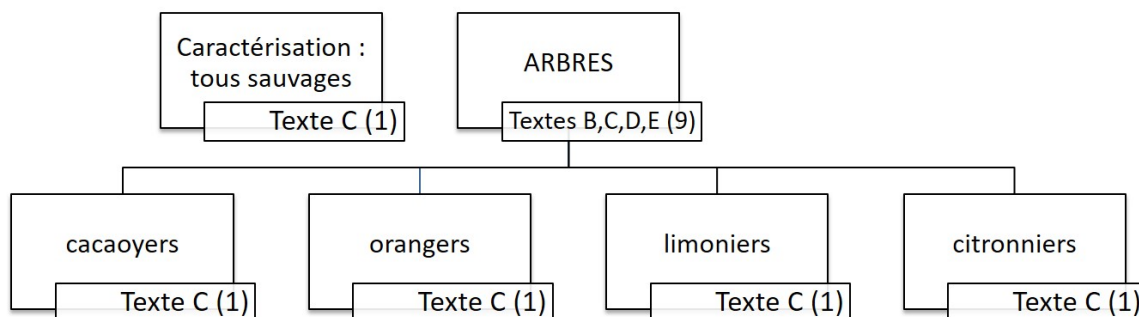 Caractérisation :
tous sauvages
Texte C (1)
ARBRES
Textes B,C,D,E (9)
cacaoyers
Texte C (1)
orangers
Texte C (1)
limoniers
Texte C (1)
citronniers
Texte C (1)